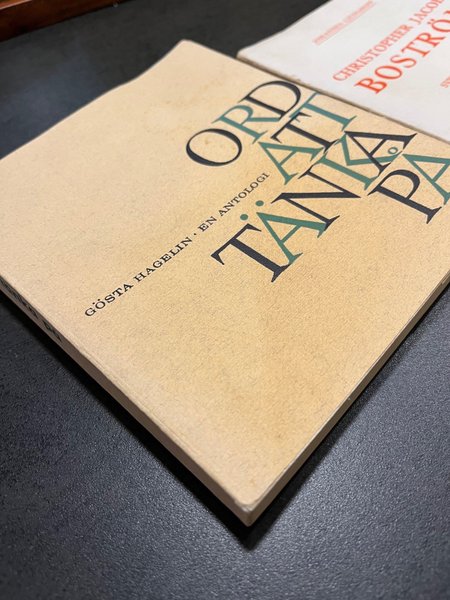 ORD
ATT
TÄNKA
PÅ
GÖSTA HAGELIN · EN ANTOLOGI
CHRISTOPHER JACOB
BOSTRÖ